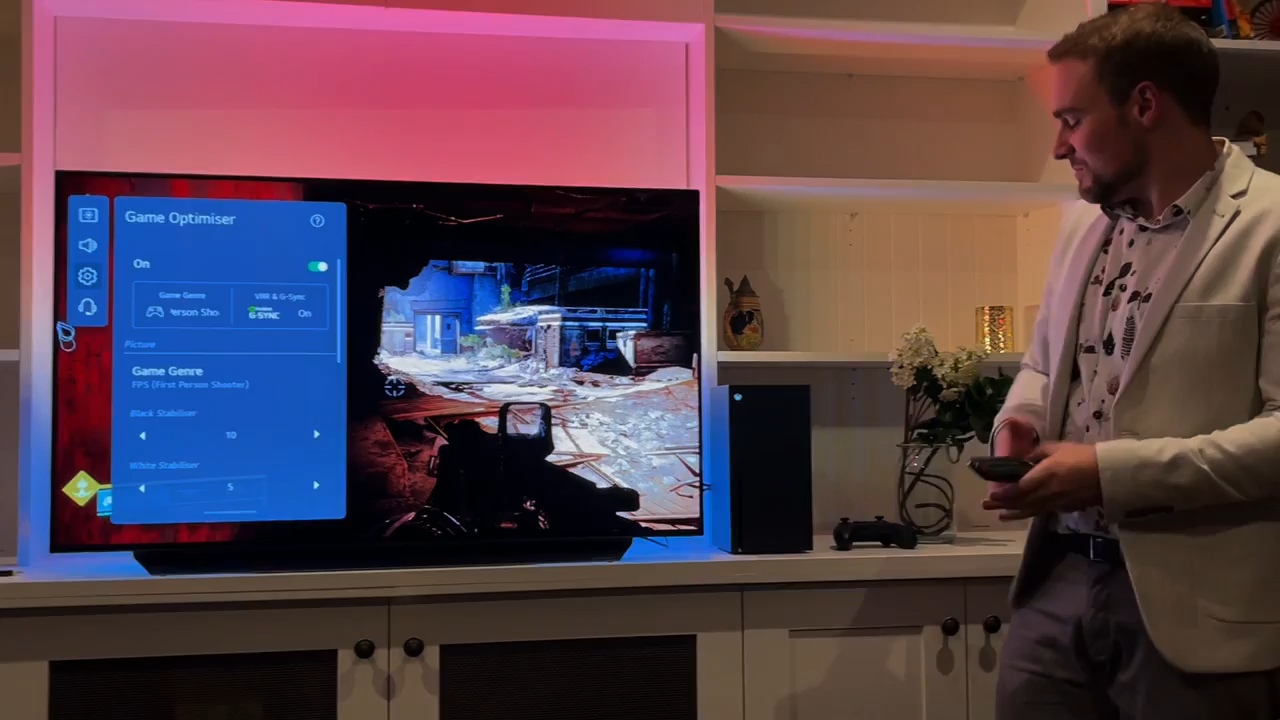 Game Optimiser
?
On
Game Genre
VRR & G-Sync
erson Sho
G-SYNC
On
Picture
Game Genre
FPS (First Person Shooter)
Black Stabiliser
10
White Stabiliser
5